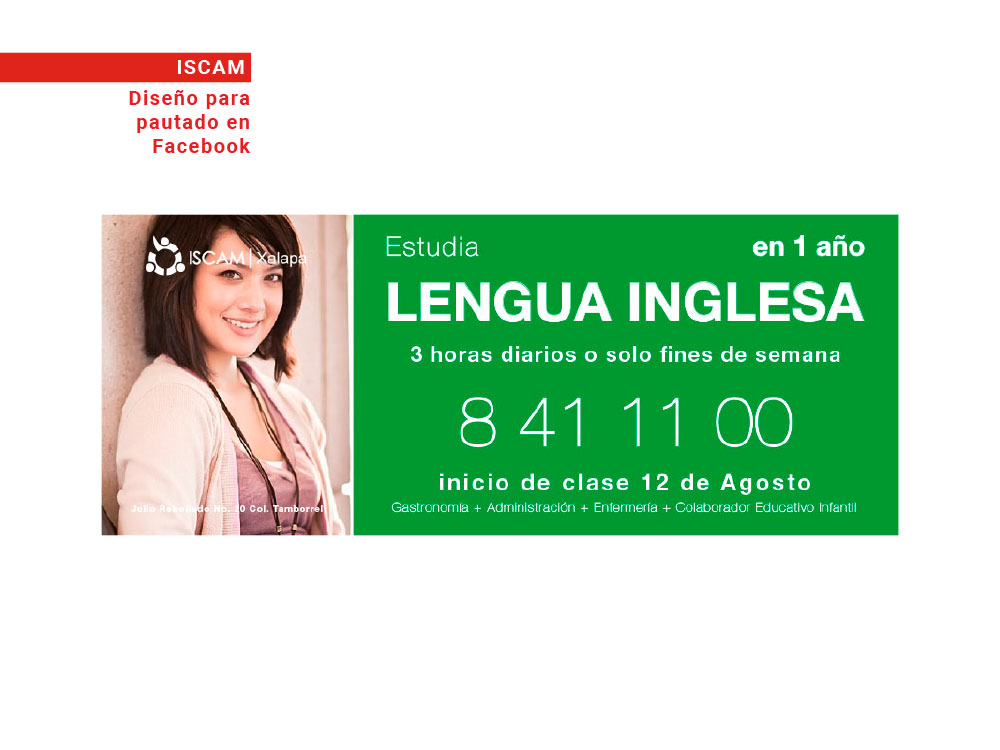 ISCAM
Diseño para
pautado en
Facebook
ISCAM | Xalapa
Estudia
en 1 año
LENGUA INGLESA
3 horas diarios o solo fines de semana
8 41 11 00
inicio de clase 12 de Agosto
Gastronomía + Administración + Enfermería + Colaborador Educativo Infantil
Julio No. Col. Tamborrel